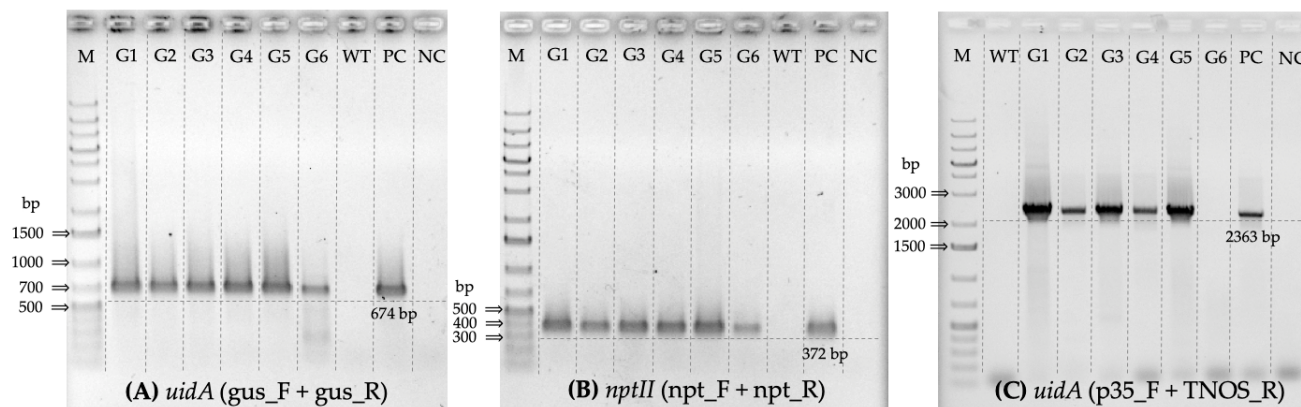 M G1 G2 G3 G4 G5 G6 WT PC NC
bp
1500
1000
700
500
674 bp
(A) uidA (gus_F + gus_R)
M G1 G2 G3 G4 G5 G6 WT PC NC
bp
500
400
300
372 bp
(B) nptII (npt_F + npt_R)
M WT G1 G2 G3 G4 G5 G6 PC NC
bp
3000
2000
1500
2363 bp
(C) uidA (p35_F + TNOS_R)